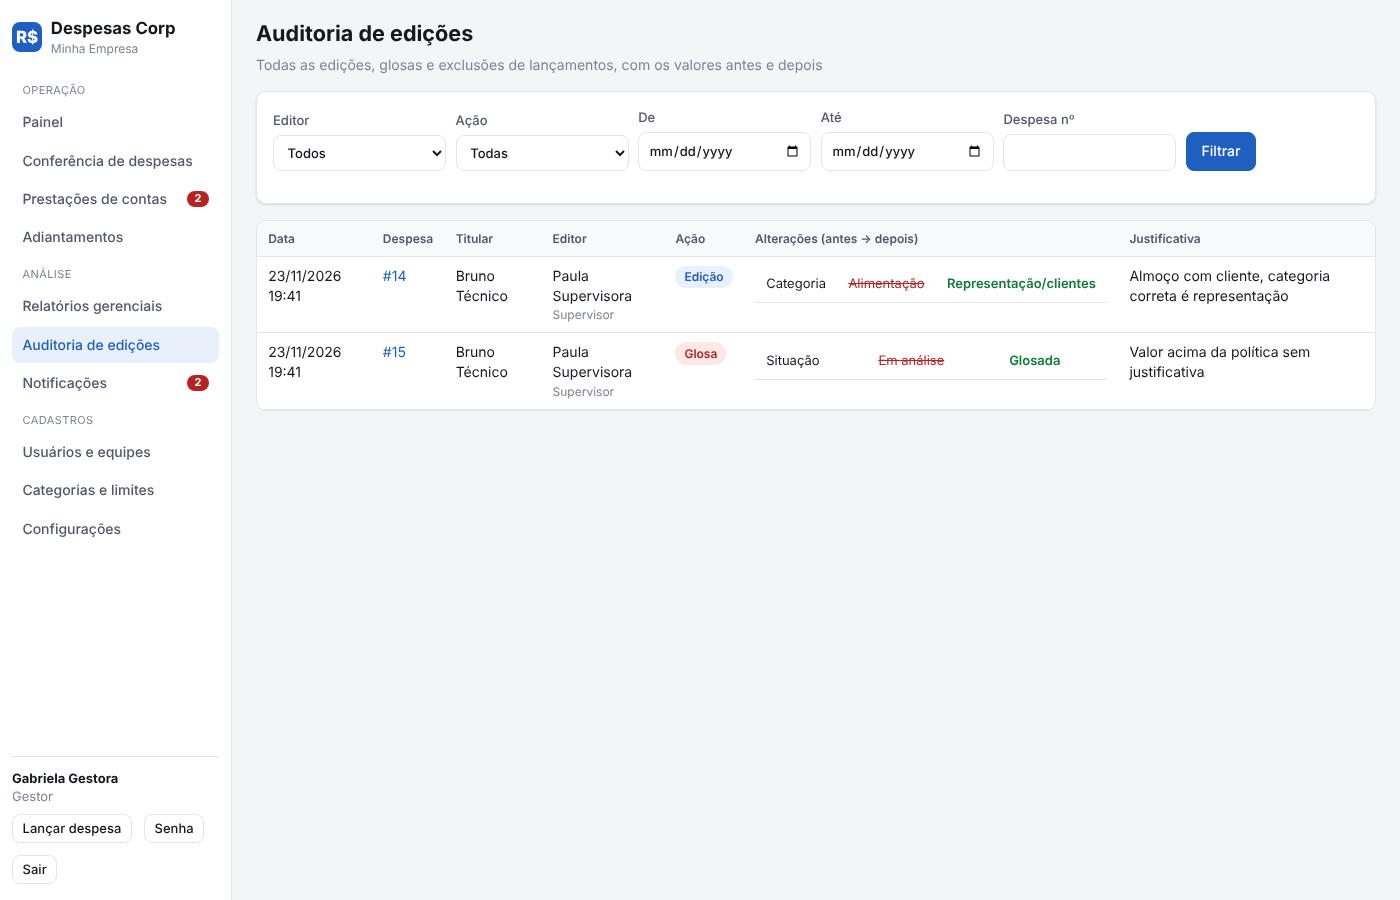 R$
Despesas Corp
Minha Empresa
OPERAÇÃO
Painel
Conferência de despesas
Prestações de contas 2
Adiantamentos
ANÁLISE
Relatórios gerenciais
Auditoria de edições
Notificações 2
CADASTROS
Usuários e equipes
Categorias e limites
Configurações
Gabriela Gestora
Gestor
Lançar despesa Senha
Sair
Auditoria de edições
Todas as edições, glosas e exclusões de lançamentos, com os valores antes e depois
Editor Ação De Até Despesa nº
Todos Todas mm/dd/yyyy mm/dd/yyyy Filtrar
Data Despesa Titular Editor Ação Alterações (antes → depois) Justificativa
23/11/2026 #14 Bruno Paula Edição Categoria Alimentação Representação/clientes Almoço com cliente, categoria
19:41 Técnico Supervisora correta é representação
Supervisor
23/11/2026 #15 Bruno Paula Glosa Situação Em análise Glosada Valor acima da política sem
19:41 Técnico Supervisora justificativa
Supervisor